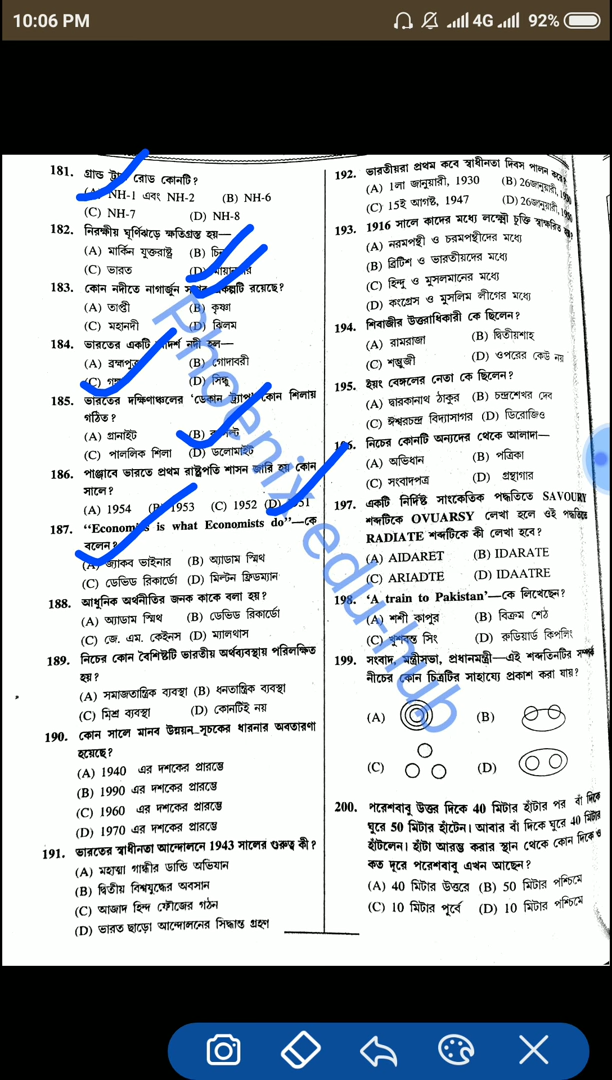 10:06 PM
4G
92%
181. গ্রান্ড ট্রাঙ্ক রোড কোনটি?
(A) NH-1 এবং NH-2 (B) NH-6
(C) NH-7 (D) NH-8
182. নিরক্ষীয় ঘূর্ণিঝড়ে ক্ষতিগ্রস্ত হয়—
(A) মার্কিন যুক্তরাষ্ট্র (B) চিন
(C) ভারত (D)
183. কোন নদীতে নাগার্জুন রয়েছে?
(A) তাপ্তী (B) কৃষ্ণা
(C) মহানদী (D) ঝিলম
184. ভারতের একটি আদর্শ নদী হল—
(A) ব্রহ্মপুত্র (B) গোদাবরী
(C) (D) সিন্ধু
185. ভারতের দক্ষিণাঞ্চলের 'ডেকান ট্র্যাপ' কোন শিলায়
গঠিত?
(A) গ্রানাইট (B)
(C) পাললিক শিলা (D) ডলোমাইট
186. পাঞ্জাবে ভারতে প্রথম রাষ্ট্রপতি শাসন জারি হয় কোন
সালে?
(A) 1954 (B) 1953 (C) 1952 (D) 1951
187. "Economics is what Economists do"—কে
বলেন?
(A) জ্যাকব ভাইনার (B) অ্যাডাম স্মিথ
(C) ডেভিড রিকার্ডো (D) মিল্টন ফ্রিডম্যান
188. আধুনিক অর্থনীতির জনক কাকে বলা হয়?
(A) অ্যাডাম স্মিথ (B) ডেভিড রিকার্ডো
(C) জে. এম. কেইনস (D) ম্যালথাস
189. নিচের কোন বৈশিষ্টটি ভারতীয় অর্থব্যবস্থায় পরিলক্ষিত
হয়?
(A) সমাজতান্ত্রিক ব্যবস্থা (B) ধনতান্ত্রিক ব্যবস্থা
(C) মিশ্র ব্যবস্থা (D) কোনটিই নয়
190. কোন সালে মানব উন্নয়ন সূচকের ধারনার অবতারণা
হয়েছে?
(A) 1940 এর দশকের প্রারম্ভে
(B) 1990 এর দশকের প্রারম্ভে
(C) 1960 এর দশকের প্রারম্ভে
(D) 1970 এর দশকের প্রারম্ভে
191. ভারতের স্বাধীনতা আন্দোলনে 1943 সালের গুরুত্ব কী?
(A) মহাত্মা গান্ধীর ডান্ডি অভিযান
(B) দ্বিতীয় বিশ্বযুদ্ধের অবসান
(C) আজাদ হিন্দ ফৌজের গঠন
(D) ভারত ছাড়ো আন্দোলনের সিদ্ধান্ত গ্রহণ
192. ভারতীয়রা প্রথম কবে স্বাধীনতা দিবস পালন করে?
(A) 1লা জানুয়ারী, 1930 (B) 26জানুয়ারী,
(C) 15ই আগষ্ট, 1947 (D) 26জানুয়ারী,
193. 1916 সালে কাদের মধ্যে লক্ষ্ণৌ চুক্তি স্বাক্ষরিত
(A) নরমপন্থী ও চরমপন্থীদের মধ্যে
(B) ব্রিটিশ ও ভারতীয়দের মধ্যে
(C) হিন্দু ও মুসলমানের মধ্যে
(D) কংগ্রেস ও মুসলিম লীগের মধ্যে
194. শিবাজীর উত্তরাধিকারী কে ছিলেন?
(A) রামরাজা (B) দ্বিতীয়শাহ
(C) শম্ভুজী (D) ওপরের কেউ নয়
195. ইয়ং বেঙ্গলের নেতা কে ছিলেন?
(A) দ্বারকানাথ ঠাকুর (B) চন্দ্রশেখর দেব
(C) ঈশ্বরচন্দ্র বিদ্যাসাগর (D) ডিরোজিও
196. নিচের কোনটি অন্যদের থেকে আলাদা—
(A) অভিধান (B) পত্রিকা
(C) সংবাদপত্র (D) গ্রন্থাগার
197. একটি নির্দিষ্ট সাংকেতিক পদ্ধতিতে SAVOURY
শব্দটিকে OVUARSY লেখা হলে ওই পদ্ধতিতে
RADIATE শব্দটিকে কী লেখা হবে?
(A) AIDARET (B) IDARATE
(C) ARIADTE (D) IDAATRE
198. 'A train to Pakistan'—কে লিখেছেন?
(A) শশী কাপুর (B) বিক্রম শেঠ
(C) খুশবন্ত সিং (D) রুডিয়ার্ড কিপলিং
199. সংবাদ, মন্ত্রীসভা, প্রধানমন্ত্রী—এই শব্দতিনটির সম্পর্ক
নীচের কোন চিত্রটির সাহায্যে প্রকাশ করা যায়?
(A) (B)
(C) (D)
200. পরেশবাবু উত্তর দিকে 40 মিটার হাঁটার পর বাঁ দিকে
ঘুরে 50 মিটার হাঁটেন। আবার বাঁ দিকে ঘুরে 40 মিটার
হাঁটলেন। হাঁটা আরম্ভ করার স্থান থেকে কোন দিকে ও
কত দূরে পরেশবাবু এখন আছেন?
(A) 40 মিটার উত্তরে (B) 50 মিটার পশ্চিমে
(C) 10 মিটার পূর্বে (D) 10 মিটার পশ্চিমে
Phoenix edu-hub